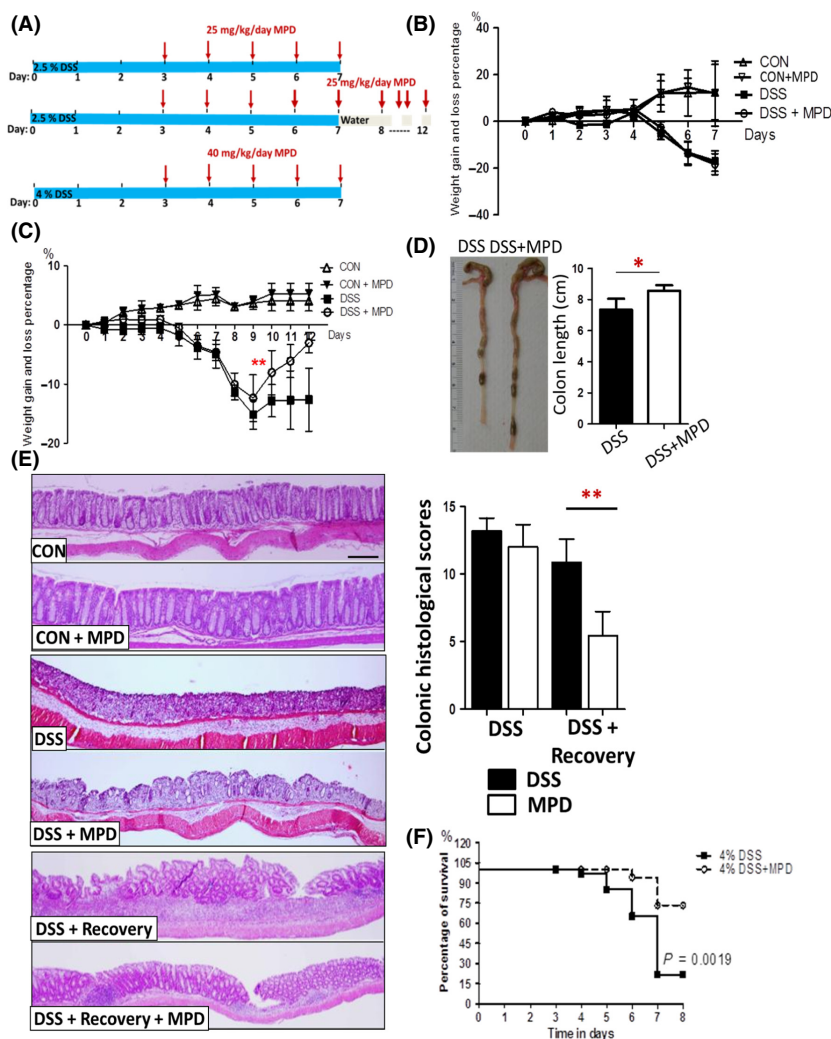 (A)
25 mg/kg/day MPD
2.5 % DSS
Day: 0 1 2 3 4 5 6 7
25 mg/kg/day MPD
2.5 % DSS
Water
Day: 0 1 2 3 4 5 6 7 8 ------ 12
40 mg/kg/day MPD
4 % DSS
Day: 0 1 2 3 4 5 6 7
(B)
%
Weight gain and loss percentage
40
20
0
-20
-40
0 1 2 3 4 5 6 7
Days
CON
CON+MPD
DSS
DSS + MPD
(C)
%
Weight gain and loss percentage
10
0
-10
-20
0 1 2 3 4 5 6 7 8 9 10 11 12
Days
**
CON
CON + MPD
DSS
DSS + MPD
(D)
DSS DSS+MPD
*
Colon length (cm)
10
8
6
4
2
0
DSS
DSS+MPD
(E)
CON
CON + MPD
DSS
DSS + MPD
DSS + Recovery
DSS + Recovery + MPD
Colonic histological scores
15
10
5
0
**
DSS
DSS +
Recovery
DSS
MPD
(F)
%
Percentage of survival
120
105
90
75
60
45
30
15
0
0 1 2 3 4 5 6 7 8
Time in days
4% DSS
4% DSS+MPD
P = 0.0019